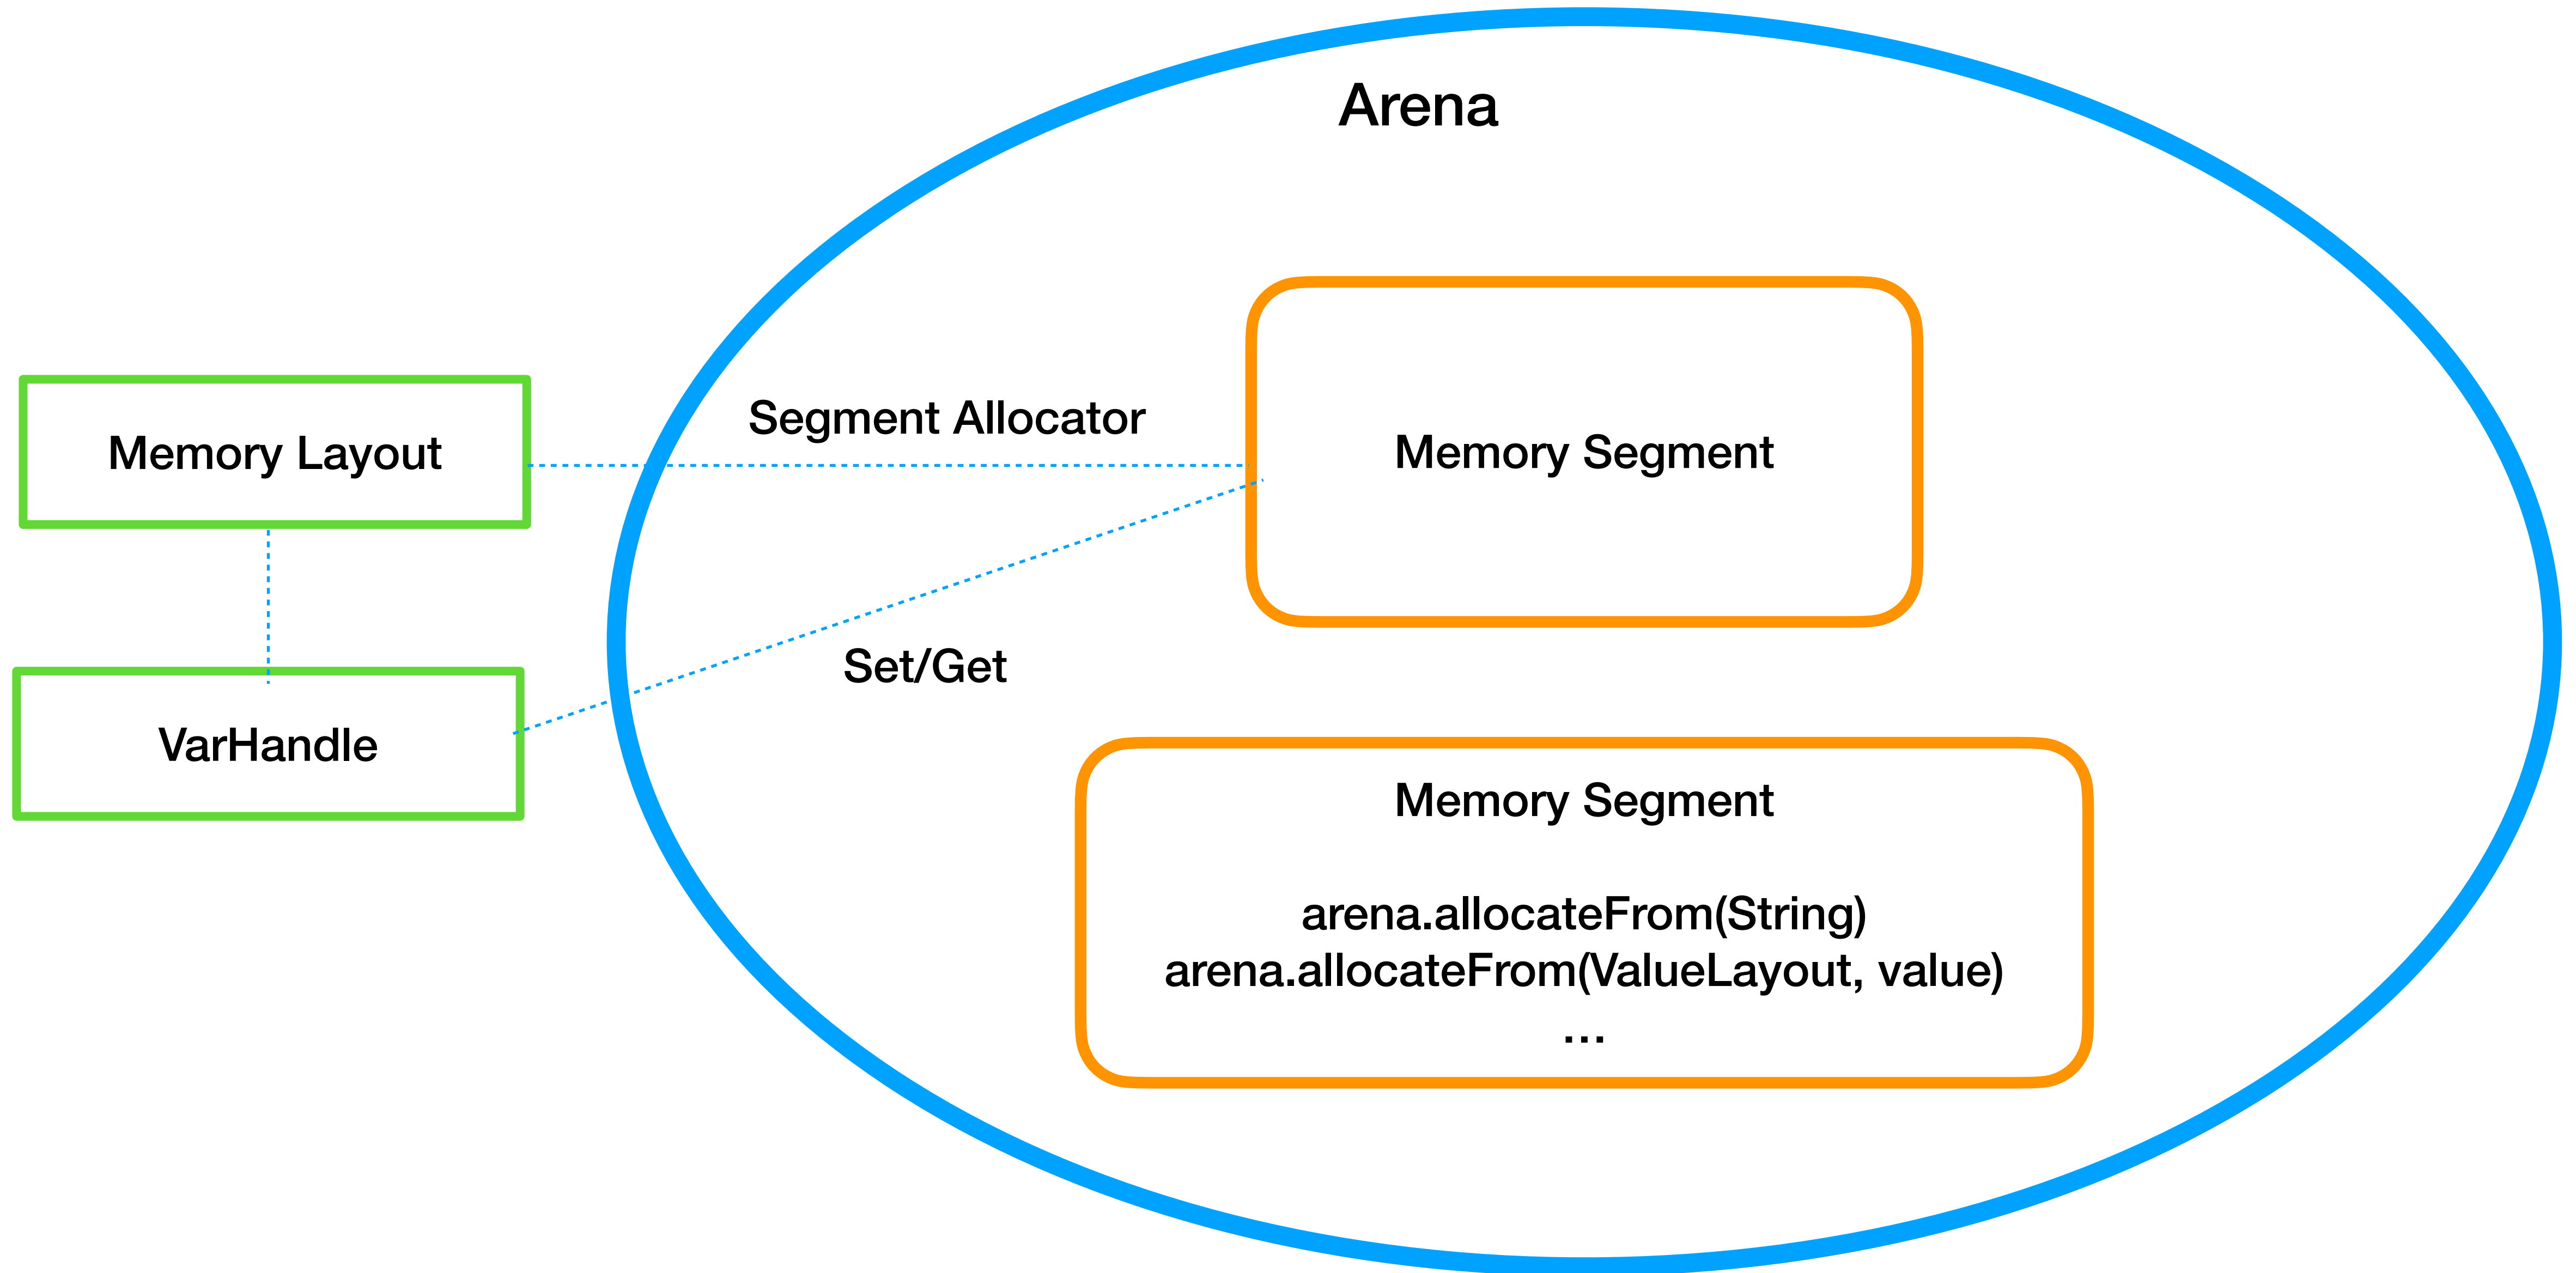 Arena
Segment Allocator
Memory Layout
Memory Segment
Set/Get
VarHandle
Memory Segment
arena.allocateFrom(String)
arena.allocateFrom(ValueLayout, value)
...